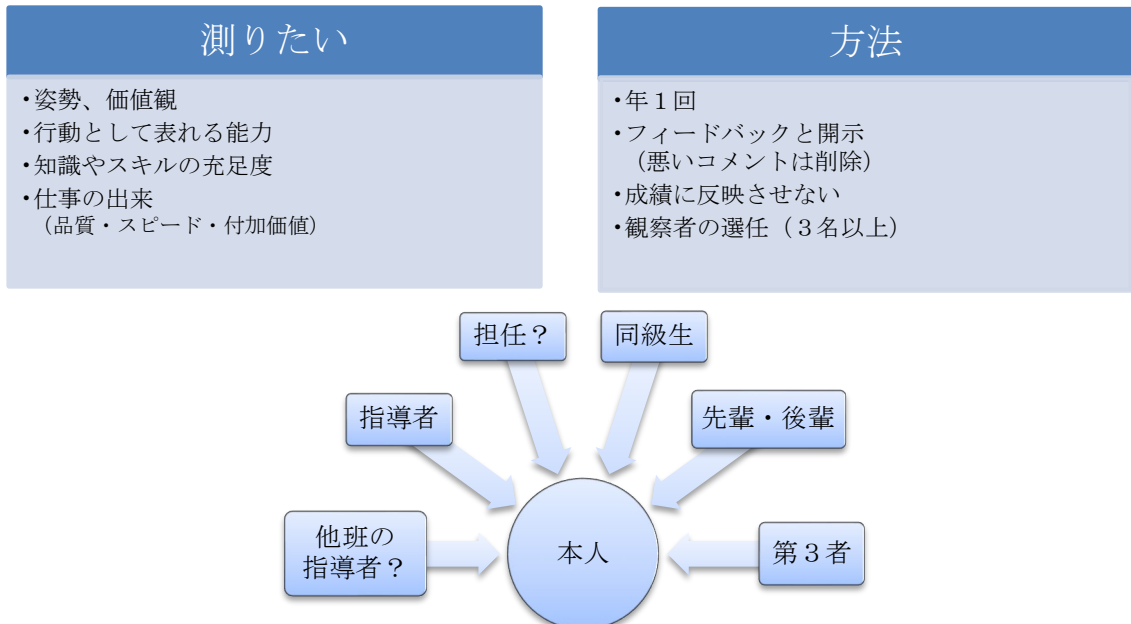 測りたい
・姿勢、価値観
・行動として表れる能力
・知識やスキルの充足度
・仕事の出来
（品質・スピード・付加価値）
方法
・年１回
・フィードバックと開示
（悪いコメントは削除）
・成績に反映させない
・観察者の選任（３名以上）
担任？
同級生
指導者
先輩・後輩
他班の
指導者？
本人
第３者